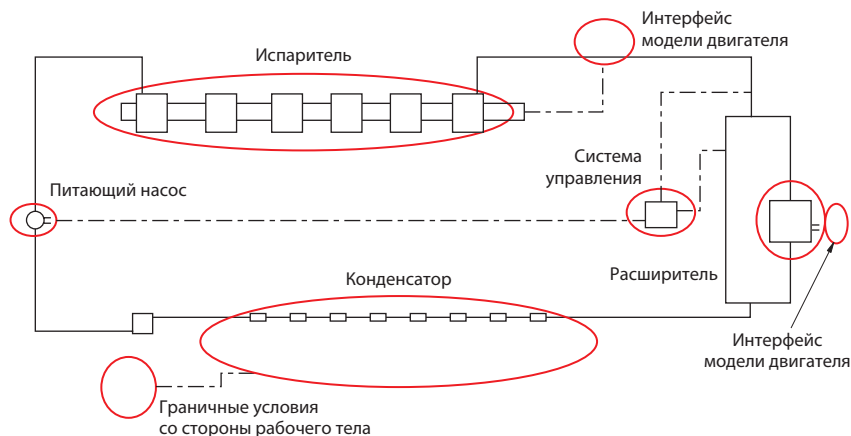 Интерфейс
модели двигателя
Испаритель
Система
управления
Питающий насос
Расширитель
Конденсатор
Интерфейс
модели двигателя
Граничные условия
со стороны рабочего тела